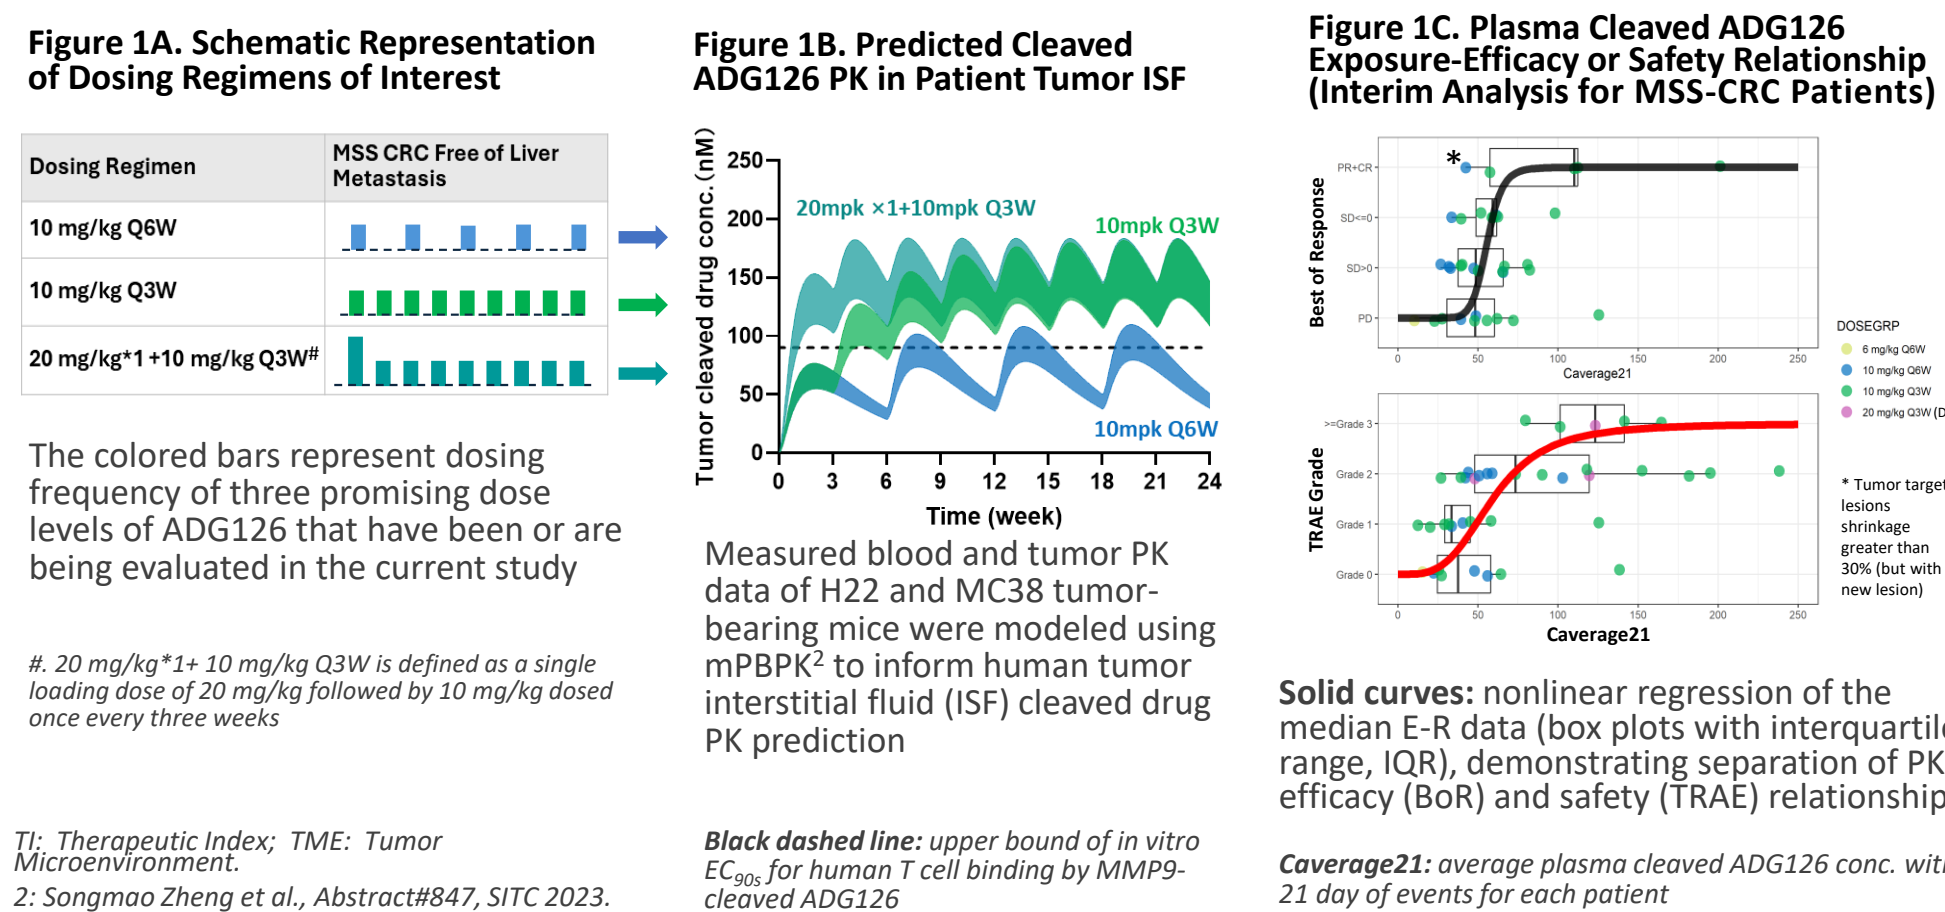 Figure 1A. Schematic Representation
of Dosing Regimens of Interest
Dosing Regimen
MSS CRC Free of Liver
Metastasis
10 mg/kg Q6W
10 mg/kg Q3W
20 mg/kg*1 +10 mg/kg Q3W#
The colored bars represent dosing
frequency of three promising dose
levels of ADG126 that have been or are
being evaluated in the current study
#. 20 mg/kg*1+ 10 mg/kg Q3W is defined as a single
loading dose of 20 mg/kg followed by 10 mg/kg dosed
once every three weeks
TI: Therapeutic Index; TME: Tumor
Microenvironment.
2: Songmao Zheng et al., Abstract#847, SITC 2023.
Figure 1B. Predicted Cleaved
ADG126 PK in Patient Tumor ISF
Tumor cleaved drug conc. (nM)
250
200
150
100
50
0
20mpk ×1+10mpk Q3W
10mpk Q3W
10mpk Q6W
0 3 6 9 12 15 18 21 24
Time (week)
Measured blood and tumor PK
data of H22 and MC38 tumor-
bearing mice were modeled using
mPBPK2 to inform human tumor
interstitial fluid (ISF) cleaved drug
PK prediction
Black dashed line: upper bound of in vitro
EC90s for human T cell binding by MMP9-
cleaved ADG126
Figure 1C. Plasma Cleaved ADG126
Exposure-Efficacy or Safety Relationship
(Interim Analysis for MSS-CRC Patients)
Best of Response
PR+CR
SD<=0
SD>0
PD
*
0 50 100 150 200 250
Caverage21
TRAE Grade
>=Grade 3
Grade 2
Grade 1
Grade 0
0 50 100 150 200 250
Caverage21
DOSEGRP
6 mg/kg Q6W
10 mg/kg Q6W
10 mg/kg Q3W
20 mg/kg Q3W (D
* Tumor target
lesions
shrinkage
greater than
30% (but with
new lesion)
Solid curves: nonlinear regression of the
median E-R data (box plots with interquartile
range, IQR), demonstrating separation of PK
efficacy (BoR) and safety (TRAE) relationship
Caverage21: average plasma cleaved ADG126 conc. with
21 day of events for each patient